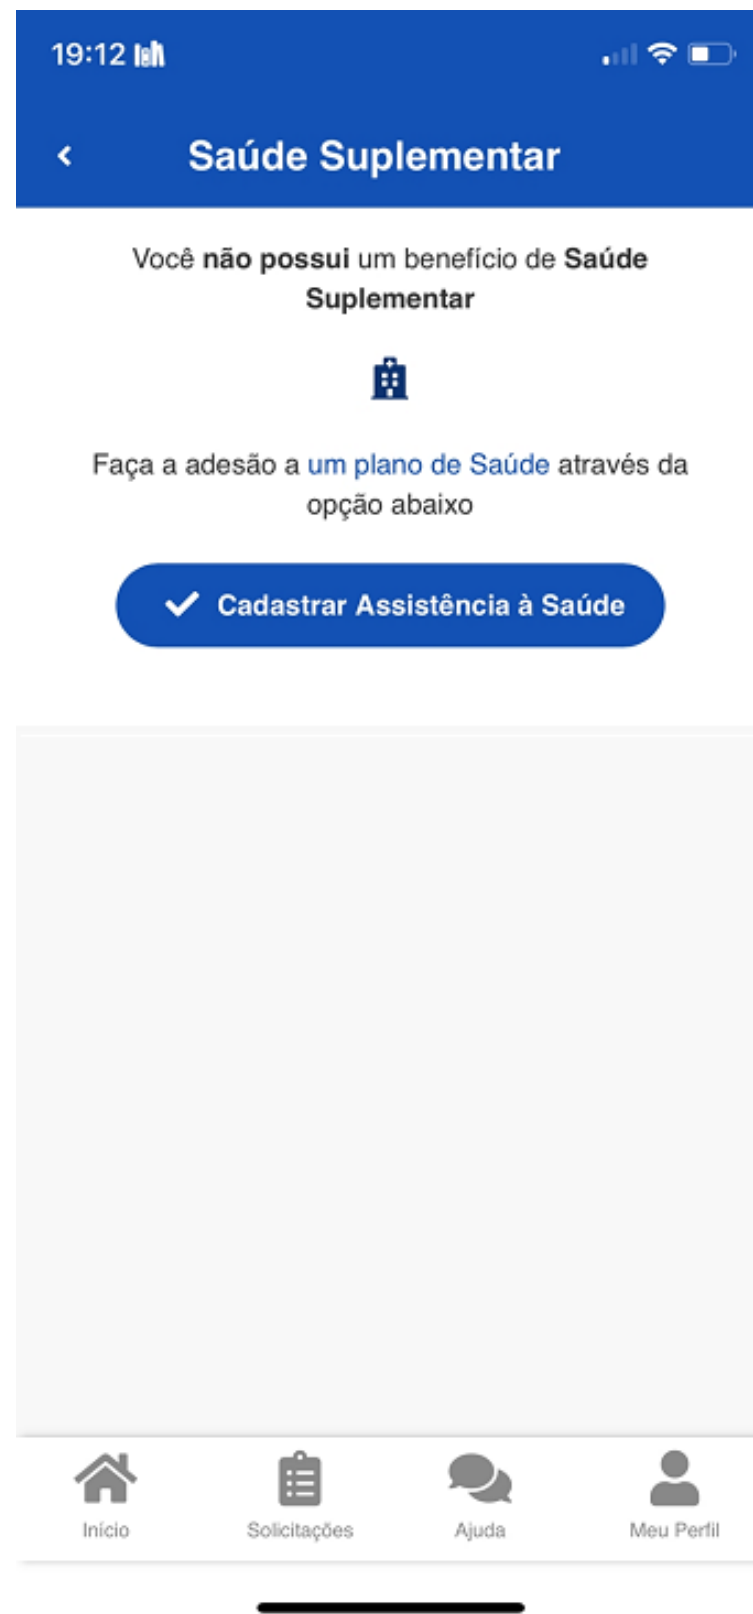 19:12
Saúde Suplementar
Você não possui um benefício de Saúde
Suplementar
Faça a adesão a um plano de Saúde através da
opção abaixo
Cadastrar Assistência à Saúde
Início
Solicitações
Ajuda
Meu Perfil